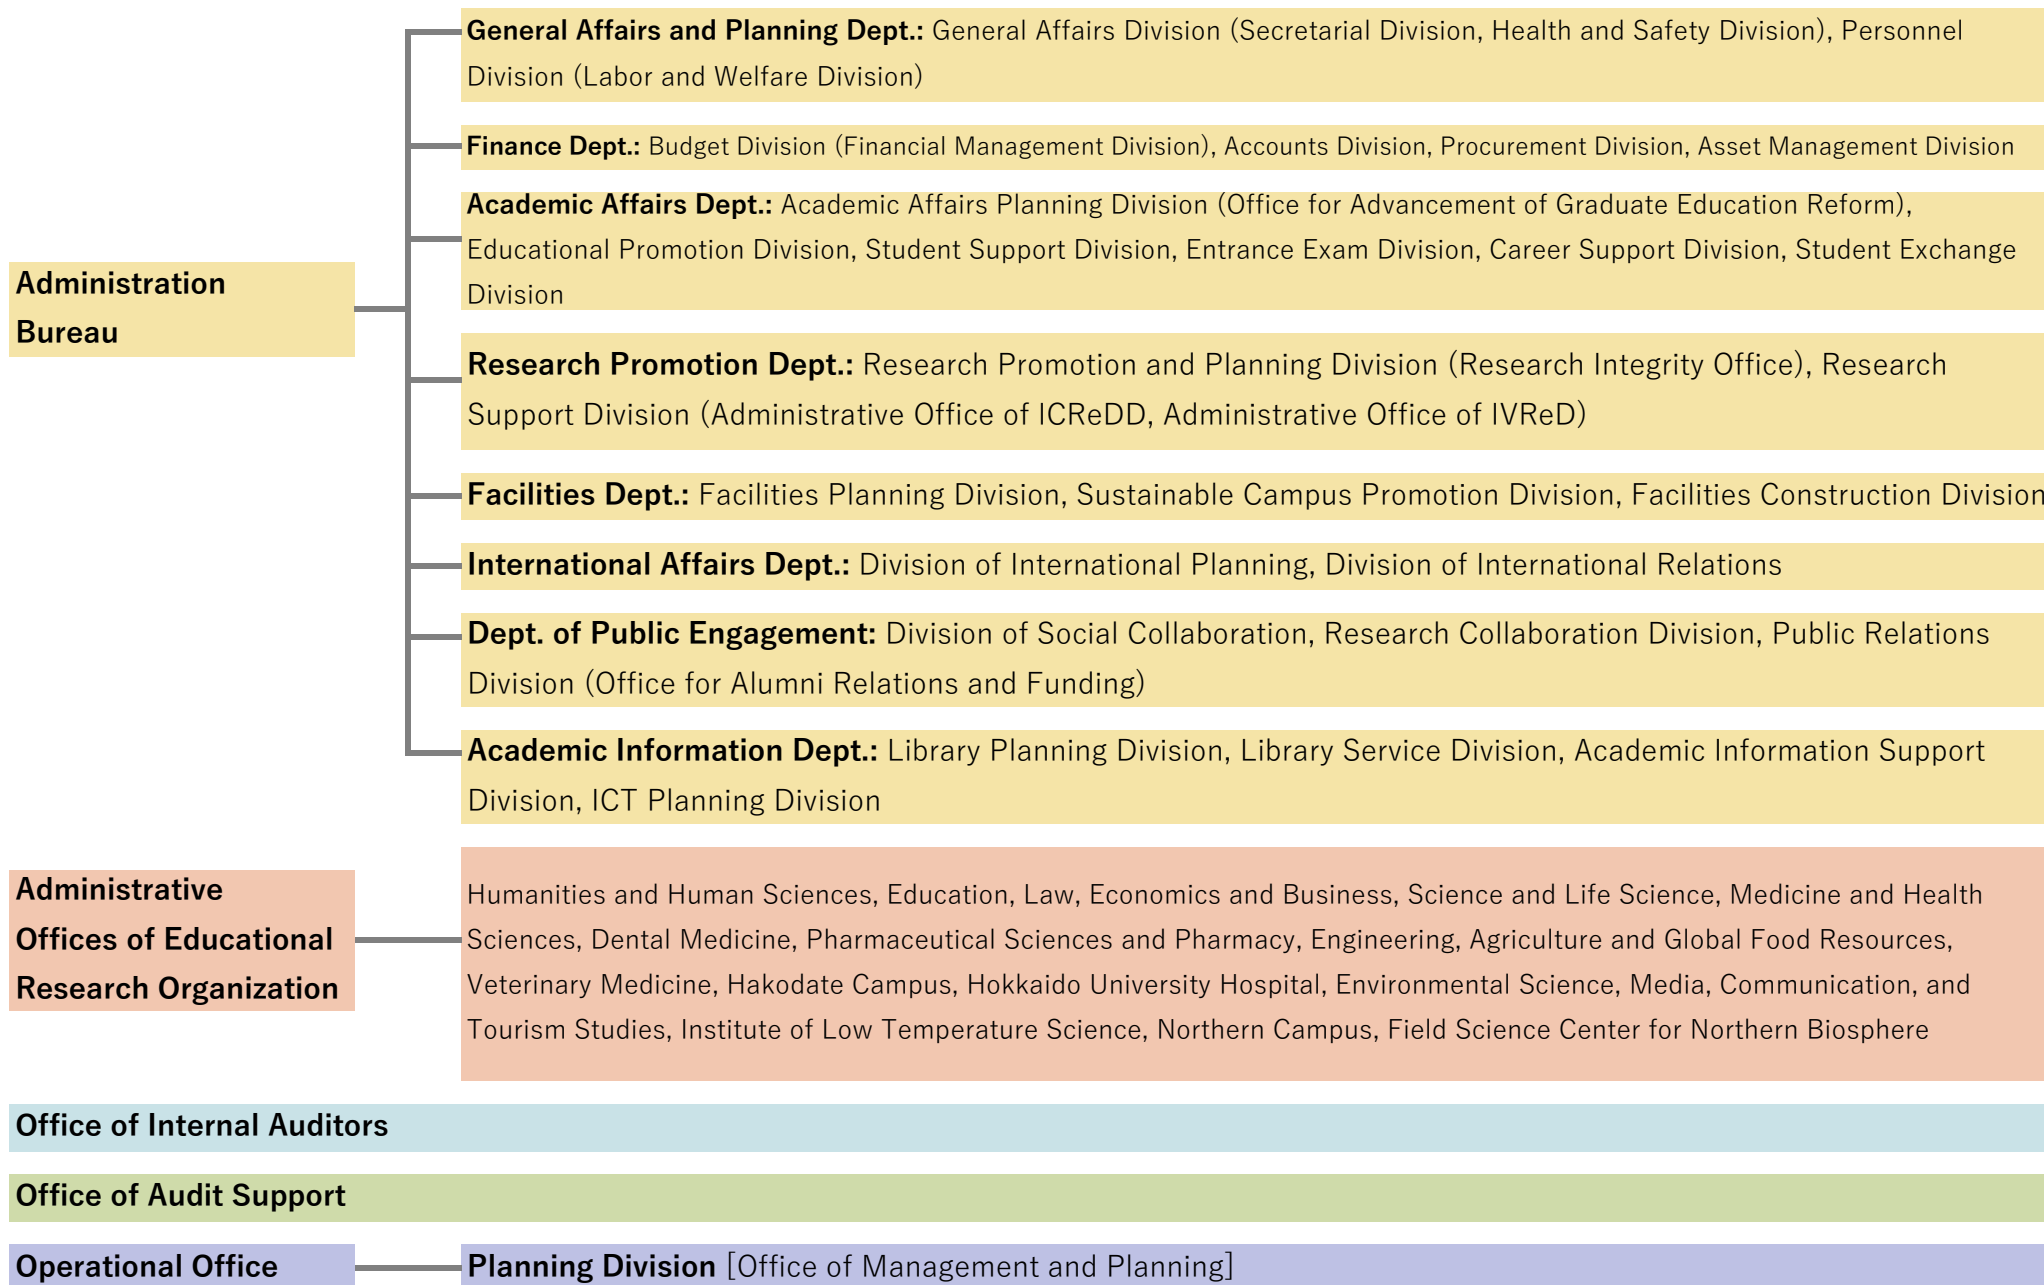 General Affairs and Planning Dept.: General Affairs Division (Secretarial Division, Health and Safety Division), Personnel
Division (Labor and Welfare Division)
Finance Dept.: Budget Division (Financial Management Division), Accounts Division, Procurement Division, Asset Management Division
Academic Affairs Dept.: Academic Affairs Planning Division (Office for Advancement of Graduate Education Reform),
Educational Promotion Division, Student Support Division, Entrance Exam Division, Career Support Division, Student Exchange
Division
Administration
Bureau
Research Promotion Dept.: Research Promotion and Planning Division (Research Integrity Office), Research
Support Division (Administrative Office of ICReDD, Administrative Office of IVReD)
Facilities Dept.: Facilities Planning Division, Sustainable Campus Promotion Division, Facilities Construction Division
International Affairs Dept.: Division of International Planning, Division of International Relations
Dept. of Public Engagement: Division of Social Collaboration, Research Collaboration Division, Public Relations
Division (Office for Alumni Relations and Funding)
Academic Information Dept.: Library Planning Division, Library Service Division, Academic Information Support
Division, ICT Planning Division
Administrative
Offices of Educational
Research Organization
Humanities and Human Sciences, Education, Law, Economics and Business, Science and Life Science, Medicine and Health
Sciences, Dental Medicine, Pharmaceutical Sciences and Pharmacy, Engineering, Agriculture and Global Food Resources,
Veterinary Medicine, Hakodate Campus, Hokkaido University Hospital, Environmental Science, Media, Communication, and
Tourism Studies, Institute of Low Temperature Science, Northern Campus, Field Science Center for Northern Biosphere
Office of Internal Auditors
Office of Audit Support
Operational Office
Planning Division [Office of Management and Planning]